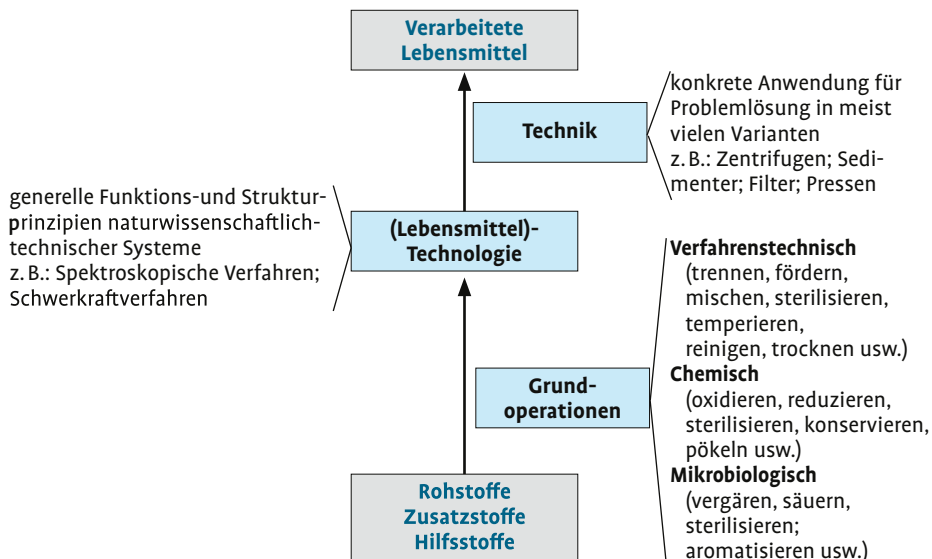 Verarbeitete
Lebensmittel
Technik
konkrete Anwendung für
Problemlösung in meist
vielen Varianten
z. B.: Zentrifugen; Sedi-
menter; Filter; Pressen
generelle Funktions-und Struktur-
prinzipien naturwissenschaftlich-
technischer Systeme
z. B.: Spektroskopische Verfahren;
Schwerkraftverfahren
(Lebensmittel)-
Technologie
Verfahrenstechnisch
(trennen, fördern,
mischen, sterilisieren,
temperieren,
reinigen, trocknen usw.)
Chemisch
(oxidieren, reduzieren,
sterilisieren, konservieren,
pökeln usw.)
Mikrobiologisch
(vergären, säuern,
sterilisieren;
aromatisieren usw.)
Grund-
operationen
Rohstoffe
Zusatzstoffe
Hilfsstoffe